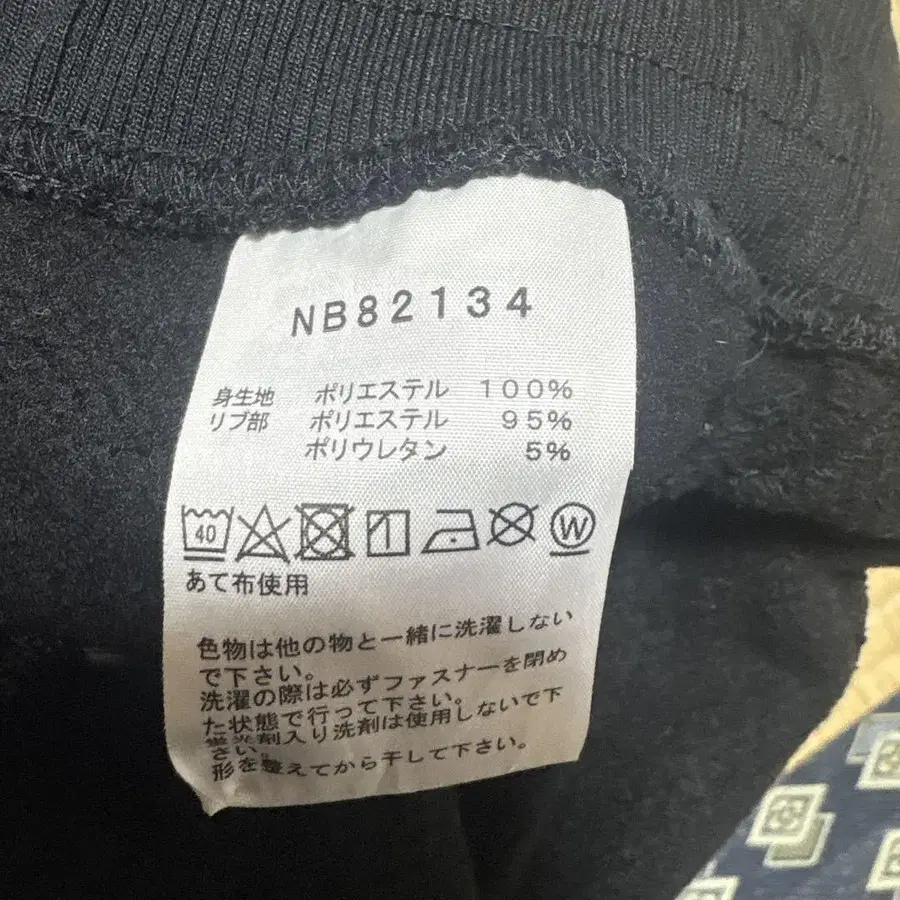 NB82134
身生地 ポリエステル 100%
リブ部 ポリエステル 95%
ポリウレタン 5%
40 W
あて布使用
色物は他の物と一緒に洗濯しない
で下さい。
洗濯の際は必ずファスナーを閉め
た状態で行って下さい。
蛍光剤入り洗剤は使用しないで下
さい。
形を整えてから干して下さい。